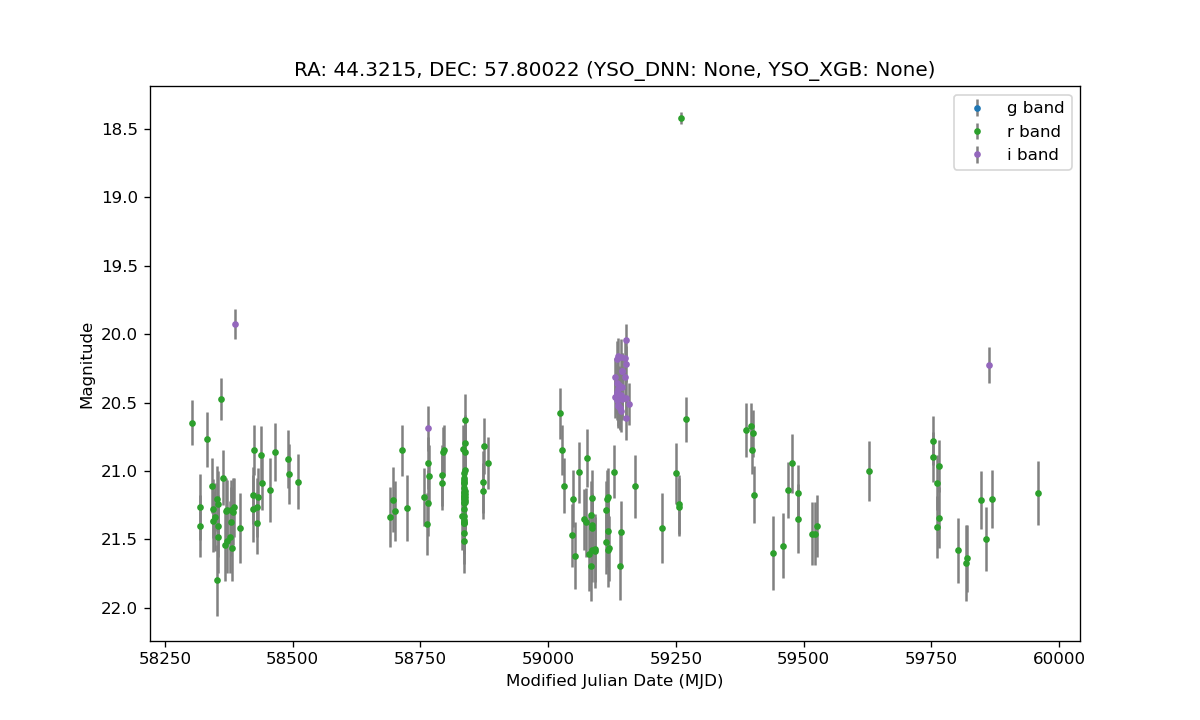 RA: 44.3215, DEC: 57.80022 (YSO_DNN: None, YSO_XGB: None)
g band
r band
i band
18.5
19.0
19.5
20.0
20.5
21.0
21.5
22.0
Magnitude
58250 58500 58750 59000 59250 59500 59750 60000
Modified Julian Date (MJD)